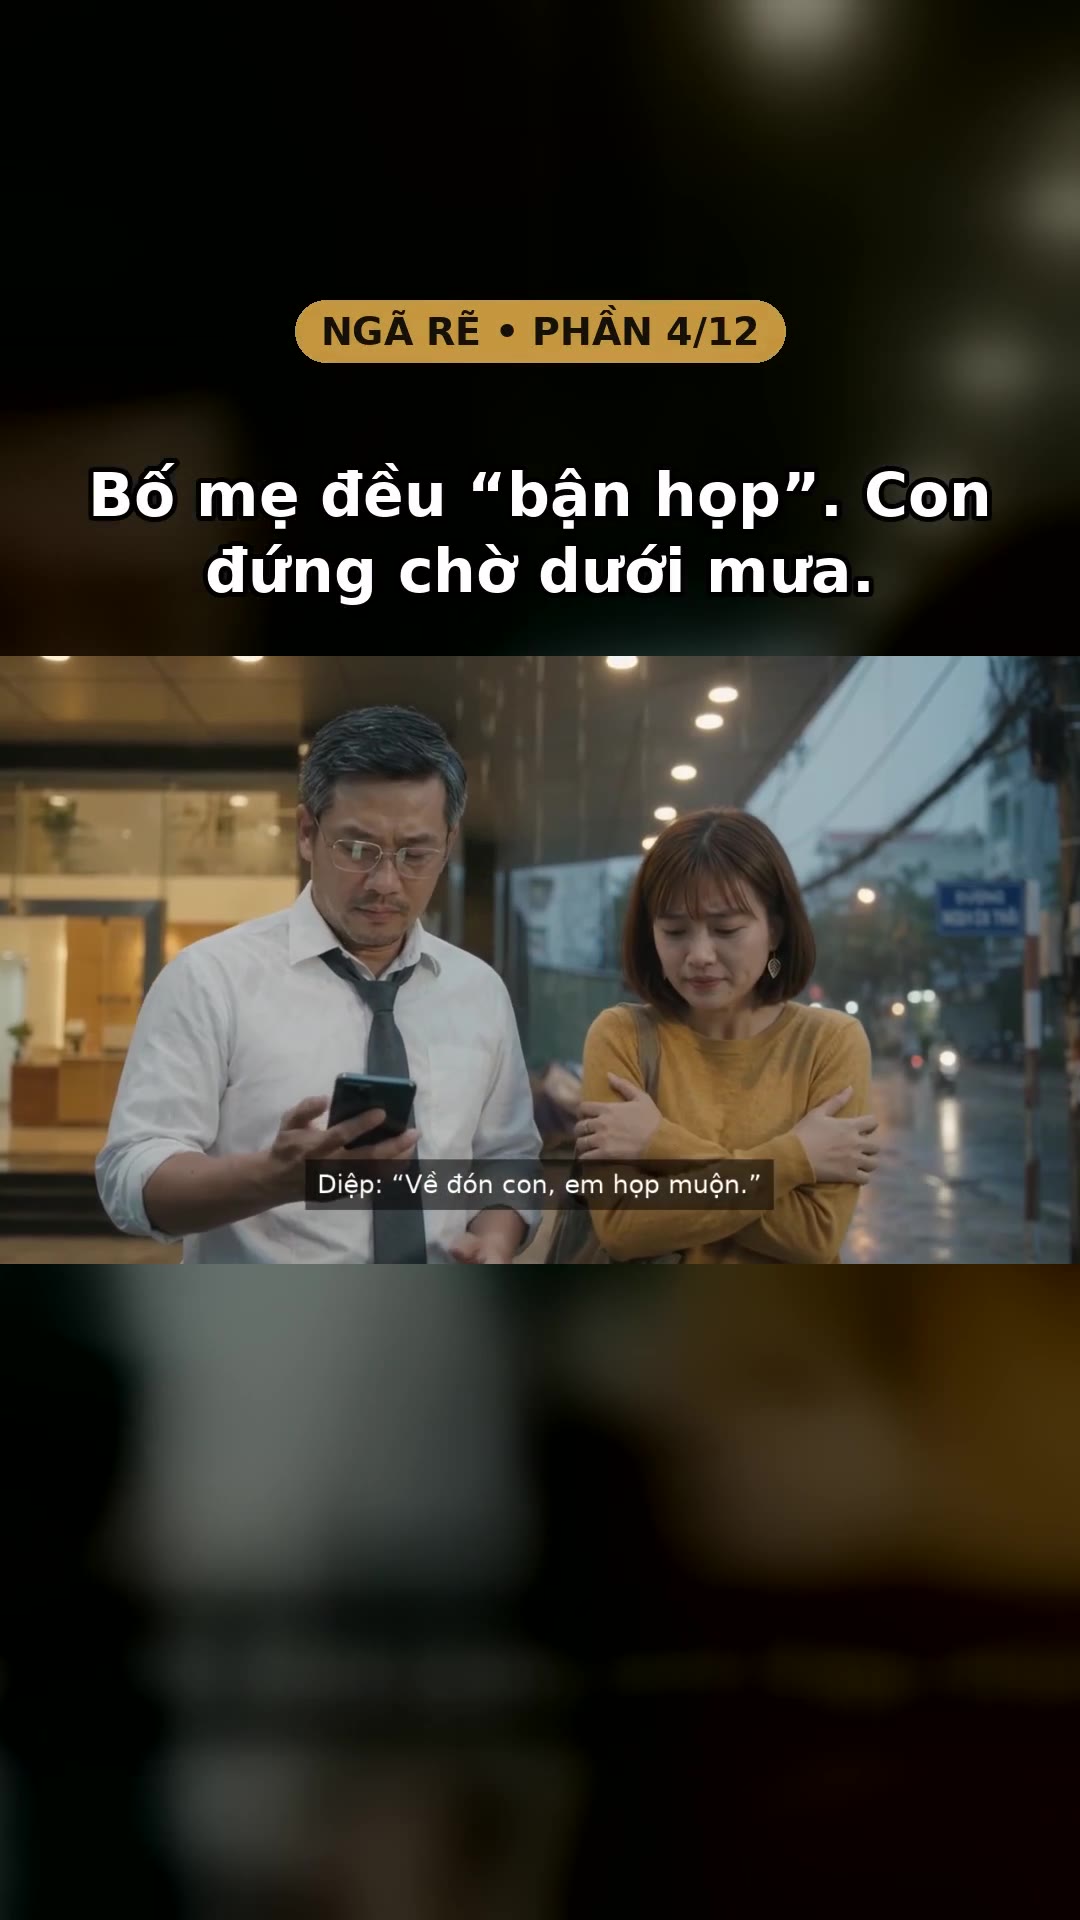 NGÃ RẼ • PHẦN 4/12
Bố mẹ đều “bận họp”. Con
đứng chờ dưới mưa.
Diệp: “Về đón con, em họp muộn.”